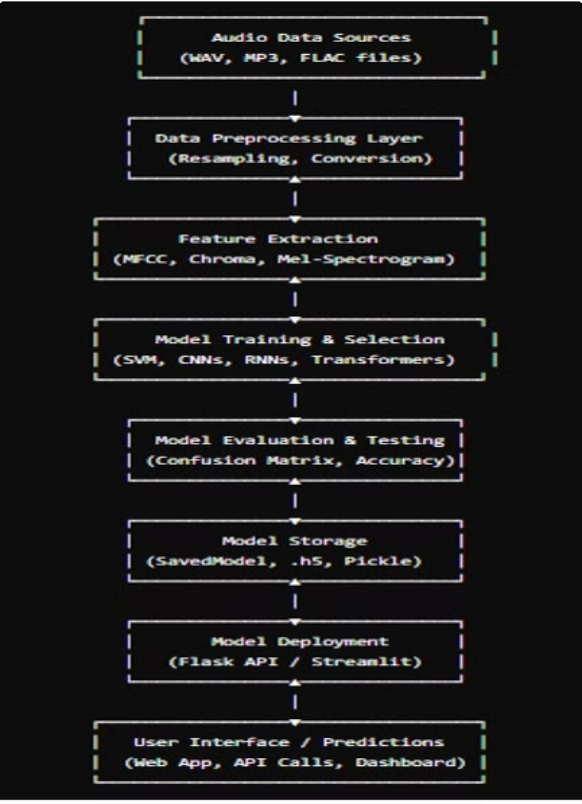 Audio Data Sources
(WAV, MP3, FLAC files)
Data Preprocessing Layer
(Resampling, Conversion)
Feature Extraction
(MFCC, Chroma, Mel-Spectrogram)
Model Training & Selection
(SVM, CNNs, RNNs, Transformers)
Model Evaluation & Testing
(Confusion Matrix, Accuracy)
Model Storage
(SavedModel, .h5, Pickle)
Model Deployment
(Flask API / Streamlit)
User Interface / Predictions
(Web App, API Calls, Dashboard)